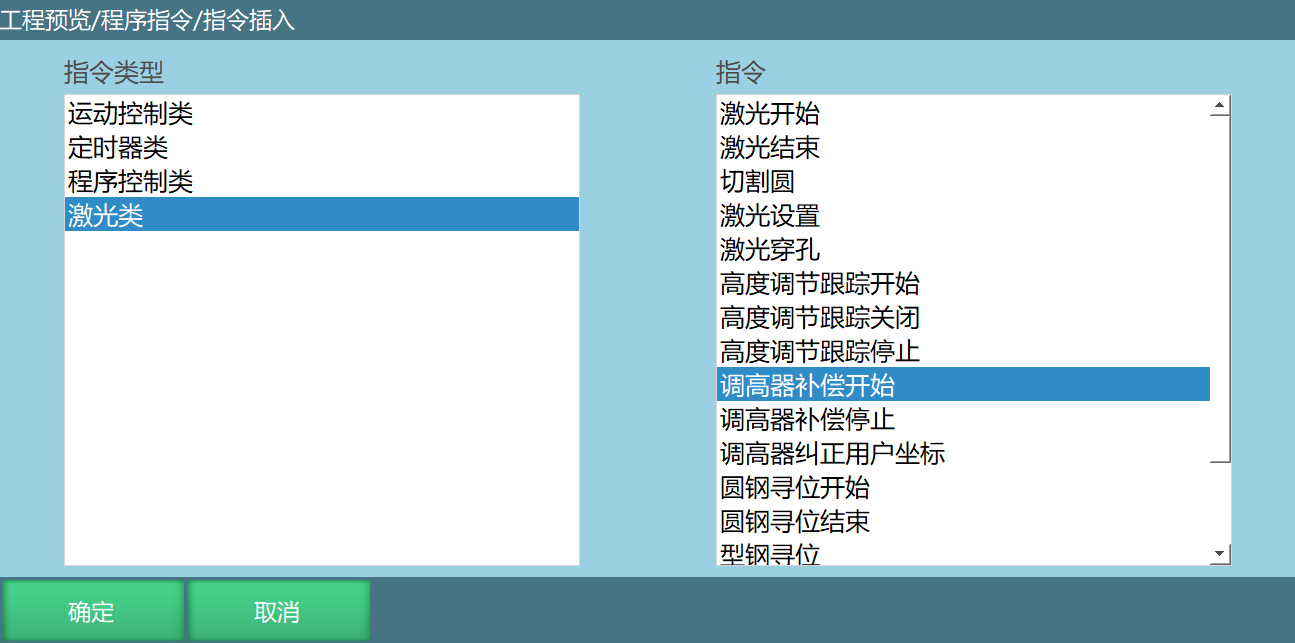 工程预览/程序指令/指令插入
指令类型
运动控制类
定时器类
程序控制类
激光类
指令
激光开始
激光结束
切割圆
激光设置
激光穿孔
高度调节跟踪开始
高度调节跟踪关闭
高度调节跟踪停止
调高器补偿开始
调高器补偿停止
调高器纠正用户坐标
圆钢寻位开始
圆钢寻位结束
型钢寻位
确定
取消